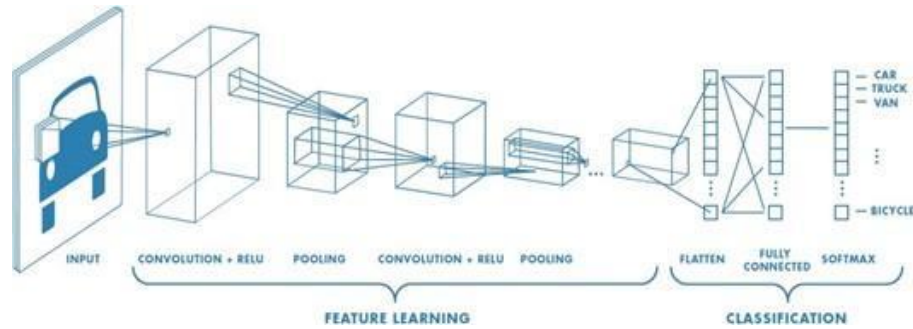 CAR
TRUCK
VAN
BICYCLE
INPUT
CONVOLUTION + RELU
POOLING
CONVOLUTION + RELU
POOLING
FLATTEN
FULLY
CONNECTED
SOFTMAX
FEATURE LEARNING
CLASSIFICATION